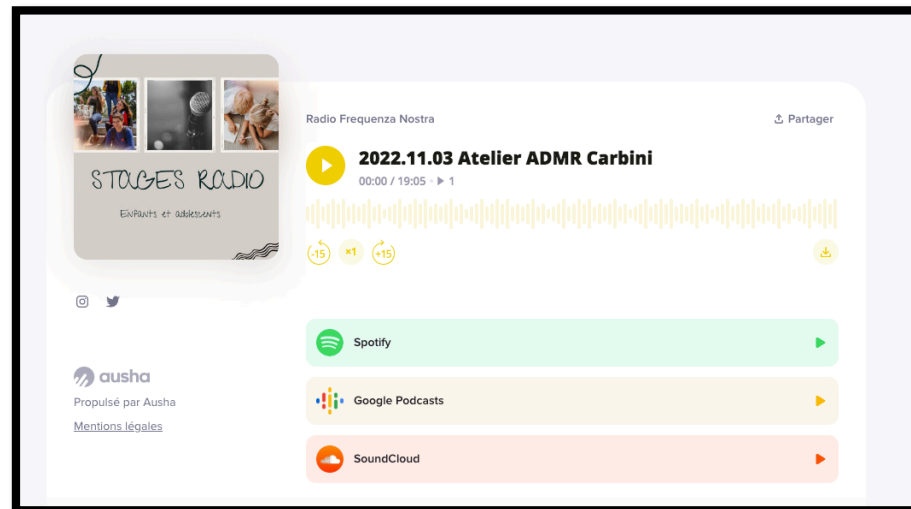 STAGES RADIO
Enfants et adolescents
Radio Frequenza Nostra
Partager
2022.11.03 Atelier ADMR Carbini
00:00 / 19:05 · ▶ 1
-15 ×1 +15
ausha
Propulsé par Ausha
Mentions légales
Spotify
Google Podcasts
SoundCloud